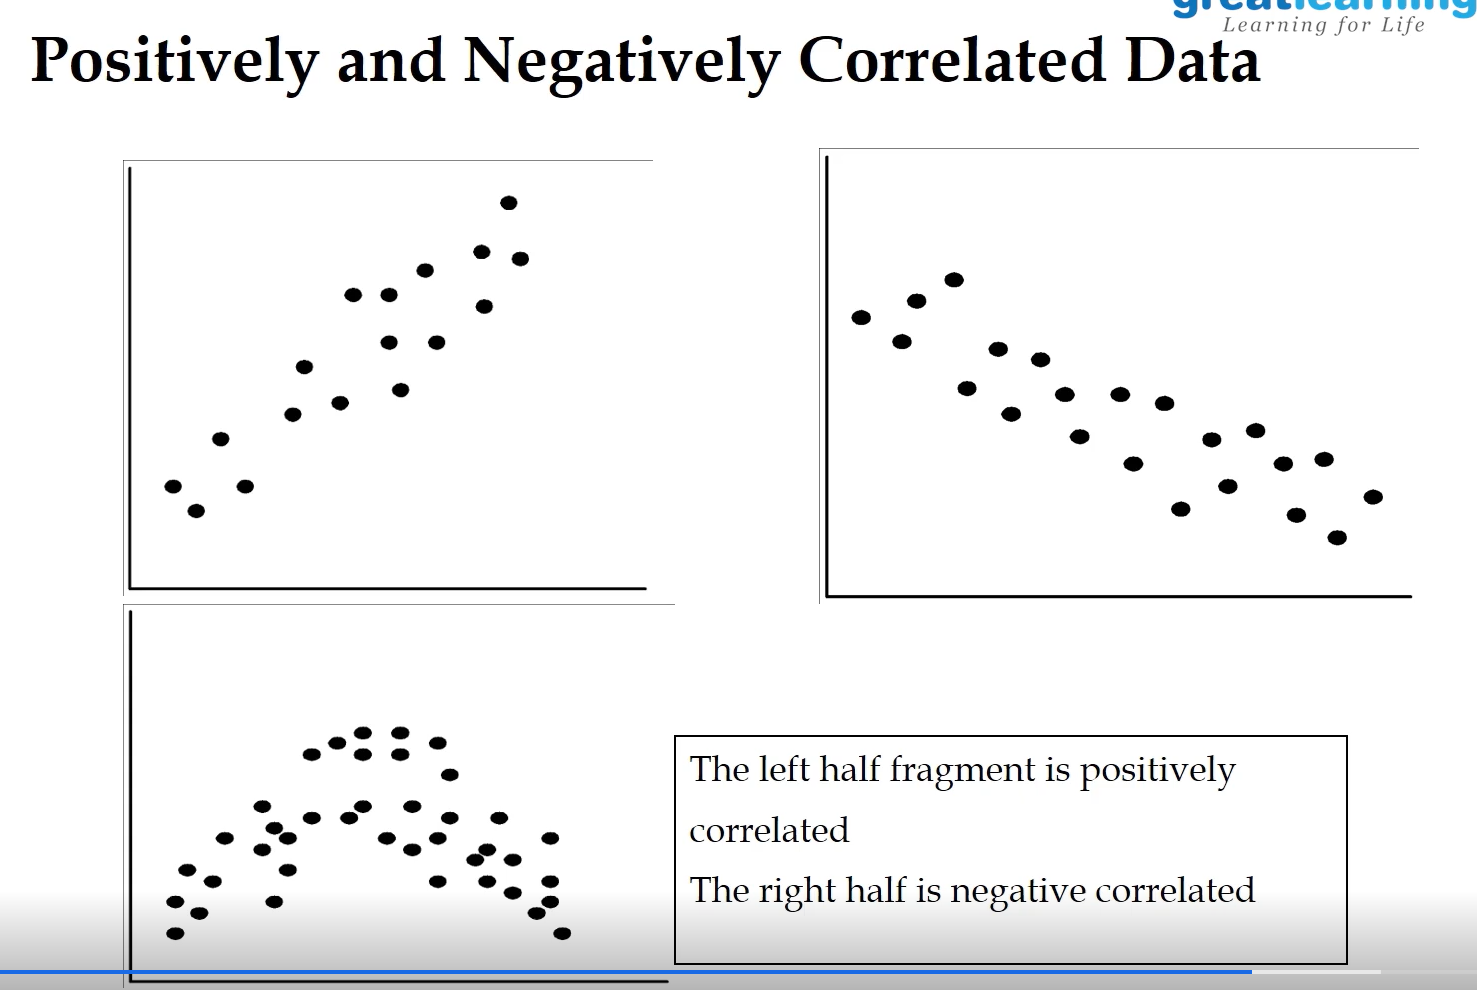 greatlearning
Learning for Life
Positively and Negatively Correlated Data
The left half fragment is positively
correlated
The right half is negative correlated